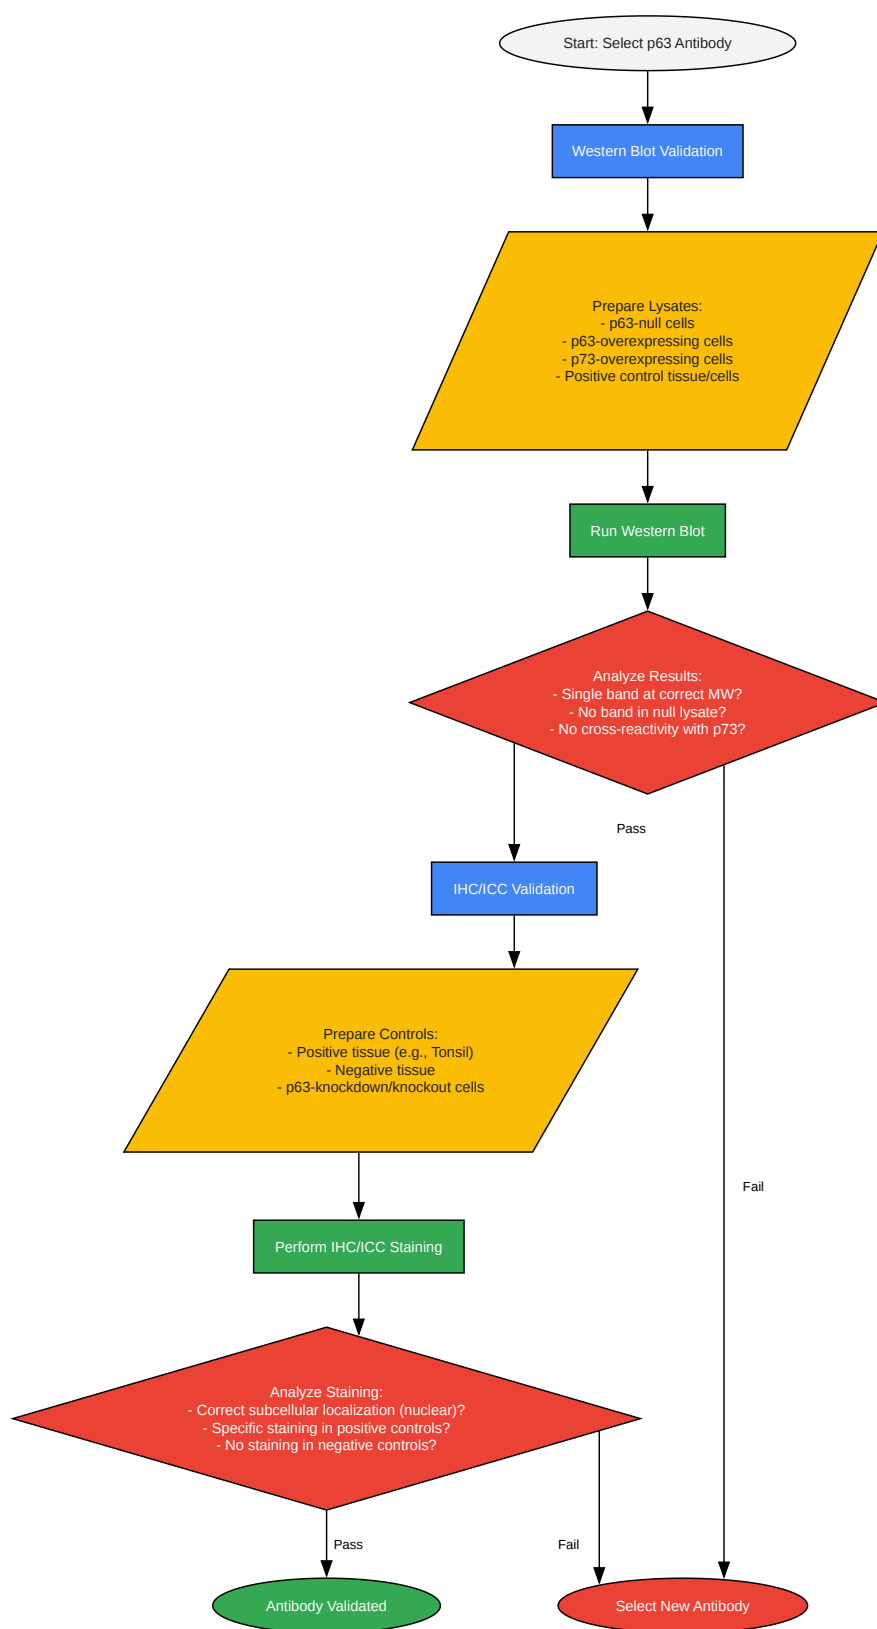 Start: Select p63 Antibody
Western Blot Validation
Prepare Lysates:
- p63-null cells
- p63-overexpressing cells
- p73-overexpressing cells
- Positive control tissue/cells
Run Western Blot
Analyze Results:
- Single band at correct MW?
- No band in null lysate?
- No cross-reactivity with p73?
Pass
IHC/ICC Validation
Prepare Controls:
- Positive tissue (e.g., Tonsil)
- Negative tissue
- p63-knockdown/knockout cells
Fail
Perform IHC/ICC Staining
Analyze Staining:
- Correct subcellular localization (nuclear)?
- Specific staining in positive controls?
- No staining in negative controls?
Pass
Fail
Antibody Validated
Select New Antibody